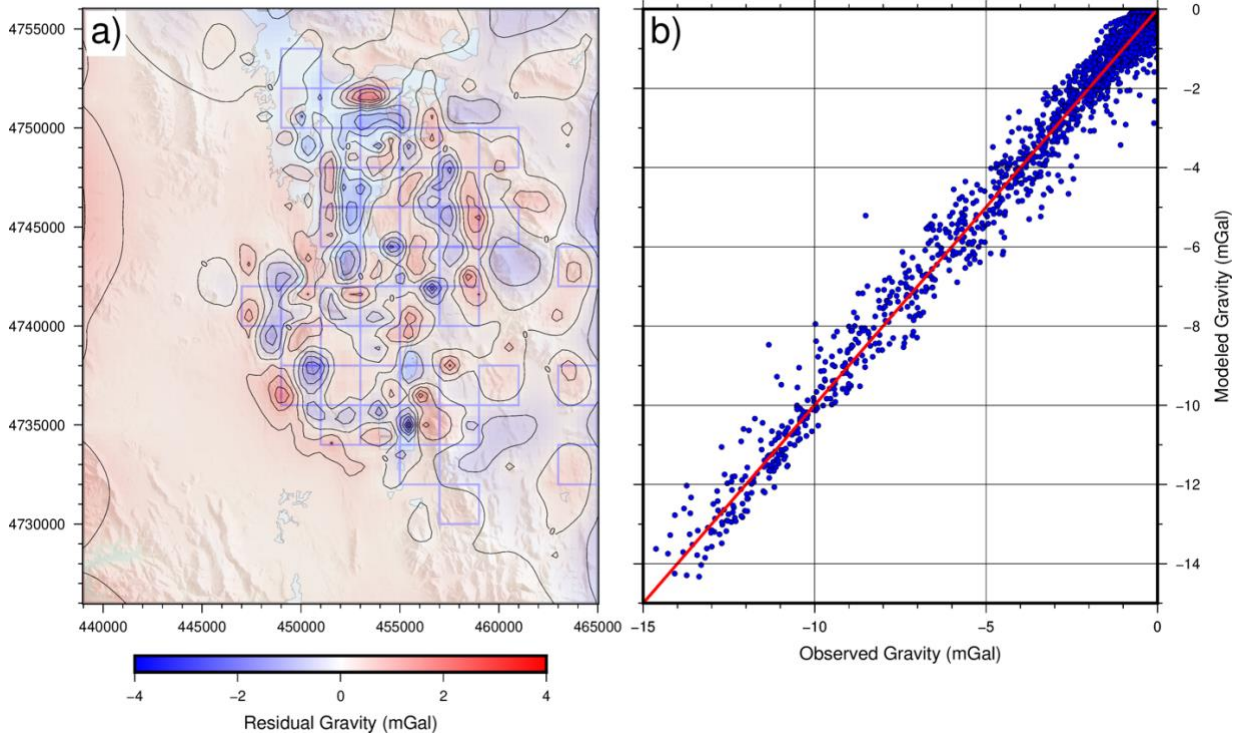 a)
4755000
4750000
4745000
4740000
4735000
4730000
440000 445000 450000 455000 460000 465000
−4 −2 0 2 4
Residual Gravity (mGal)
b)
0
−2
−4
−6
−8
−10
−12
−14
Modeled Gravity (mGal)
−15 −10 −5 0
Observed Gravity (mGal)